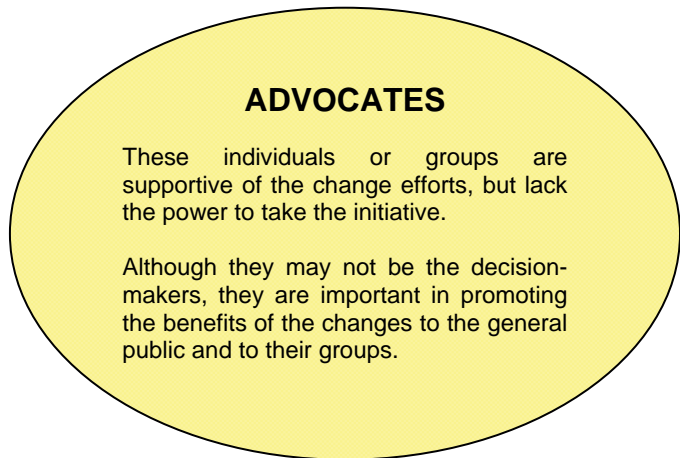 ADVOCATES
These individuals or groups are
supportive of the change efforts, but lack
the power to take the initiative.
Although they may not be the decision-
makers, they are important in promoting
the benefits of the changes to the general
public and to their groups.